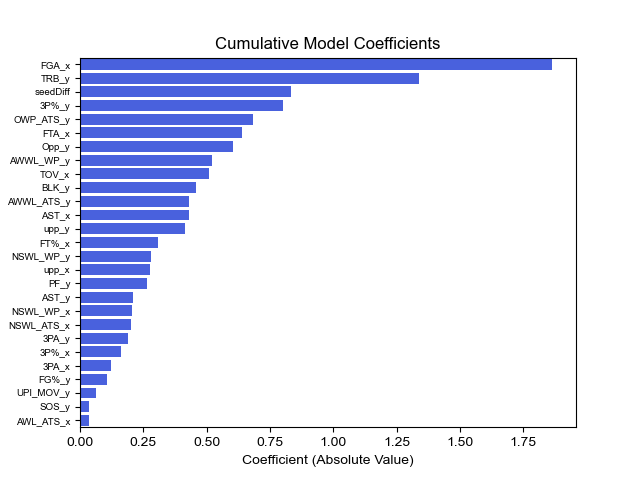 Cumulative Model Coefficients
FGA_x
TRB_y
seedDiff
3P%_y
OWP_ATS_y
FTA_x
Opp_y
AWWL_WP_y
TOV_x
BLK_y
AWWL_ATS_y
AST_x
upp_y
FT%_x
NSWL_WP_y
upp_x
PF_y
AST_y
NSWL_WP_x
NSWL_ATS_x
3PA_y
3P%_x
3PA_x
FG%_y
UPI_MOV_y
SOS_y
AWL_ATS_x
0.00 0.25 0.50 0.75 1.00 1.25 1.50 1.75
Coefficient (Absolute Value)